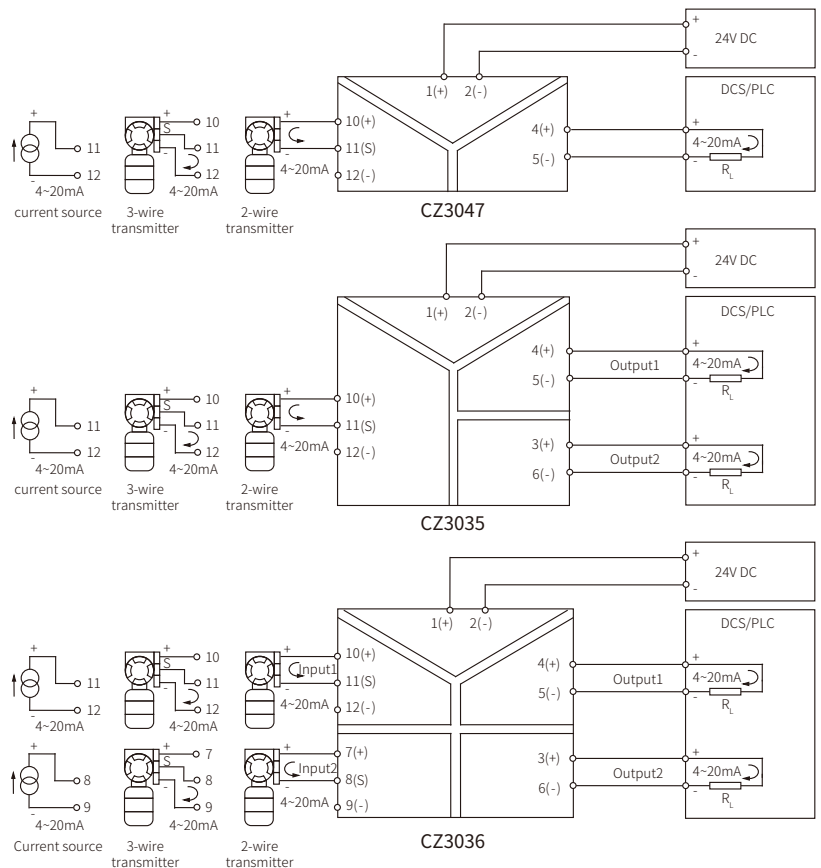 +
24V DC
-
1(+) 2(-)
DCS/PLC
+
11
-
12
4~20mA
current source
+
10
S
11
-
12
4~20mA
3-wire
transmitter
+
-
4~20mA
2-wire
transmitter
10(+)
11(S)
12(-)
4(+)
5(-)
+
4~20mA
-
RL
CZ3047
+
24V DC
-
1(+) 2(-)
DCS/PLC
+
11
-
12
4~20mA
current source
+
10
S
11
-
12
4~20mA
3-wire
transmitter
+
-
4~20mA
2-wire
transmitter
10(+)
11(S)
12(-)
4(+)
5(-)
Output1
+
4~20mA
-
RL
3(+)
6(-)
Output2
+
4~20mA
-
RL
CZ3035
+
24V DC
-
1(+) 2(-)
DCS/PLC
+
11
-
12
4~20mA
+
10
S
11
-
12
4~20mA
+
Input1
-
4~20mA
10(+)
11(S)
12(-)
4(+)
5(-)
Output1
+
4~20mA
-
RL
+
8
-
9
4~20mA
Current source
+
7
S
8
-
9
4~20mA
3-wire
transmitter
+
Input2
-
4~20mA
2-wire
transmitter
7(+)
8(S)
9(-)
3(+)
6(-)
Output2
+
4~20mA
-
RL
CZ3036